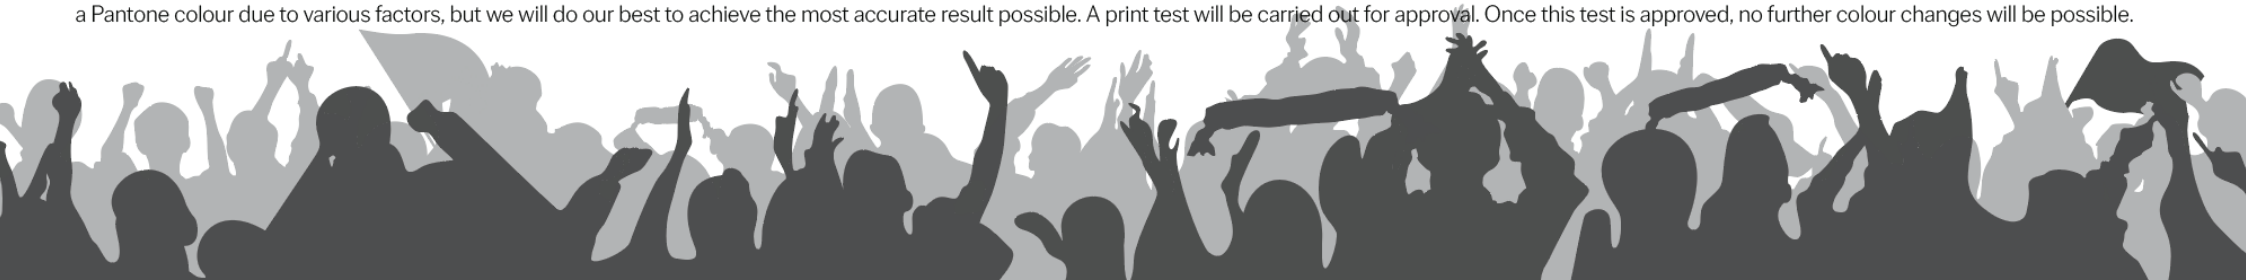 a Pantone colour due to various factors, but we will do our best to achieve the most accurate result possible. A print test will be carried out for approval. Once this test is approved, no further colour changes will be possible.